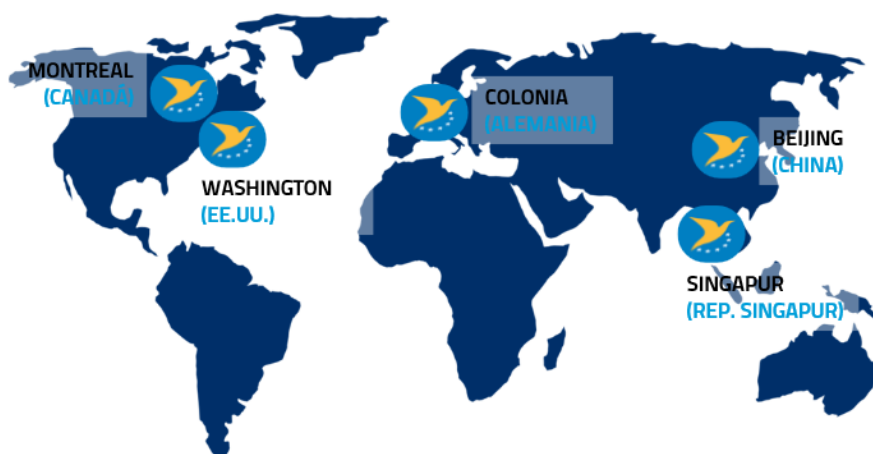 MONTREAL
(CANADÁ)
WASHINGTON
(EE.UU.)
COLONIA
(ALEMANIA)
BEIJING
(CHINA)
SINGAPUR
(REP. SINGAPUR)